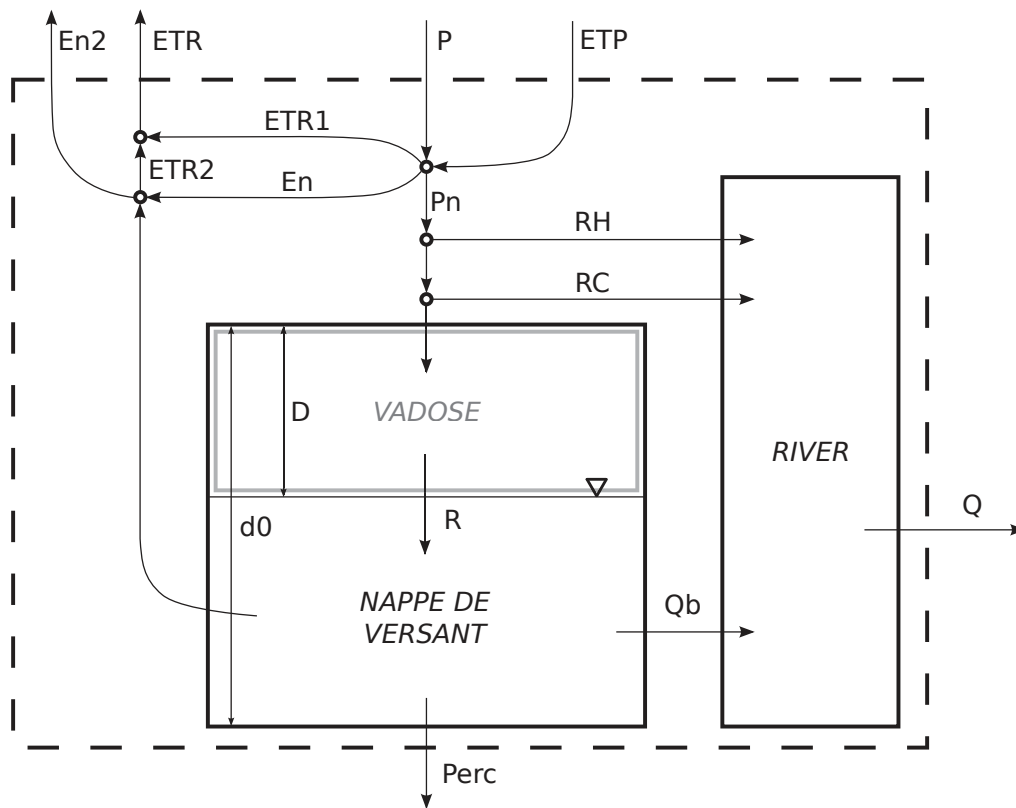 En2
ETR
P
ETP
ETR1
ETR2
En
Pn
RH
RC
D
VADOSE
RIVER
d0
R
Q
NAPPE DE
VERSANT
Qb
Perc